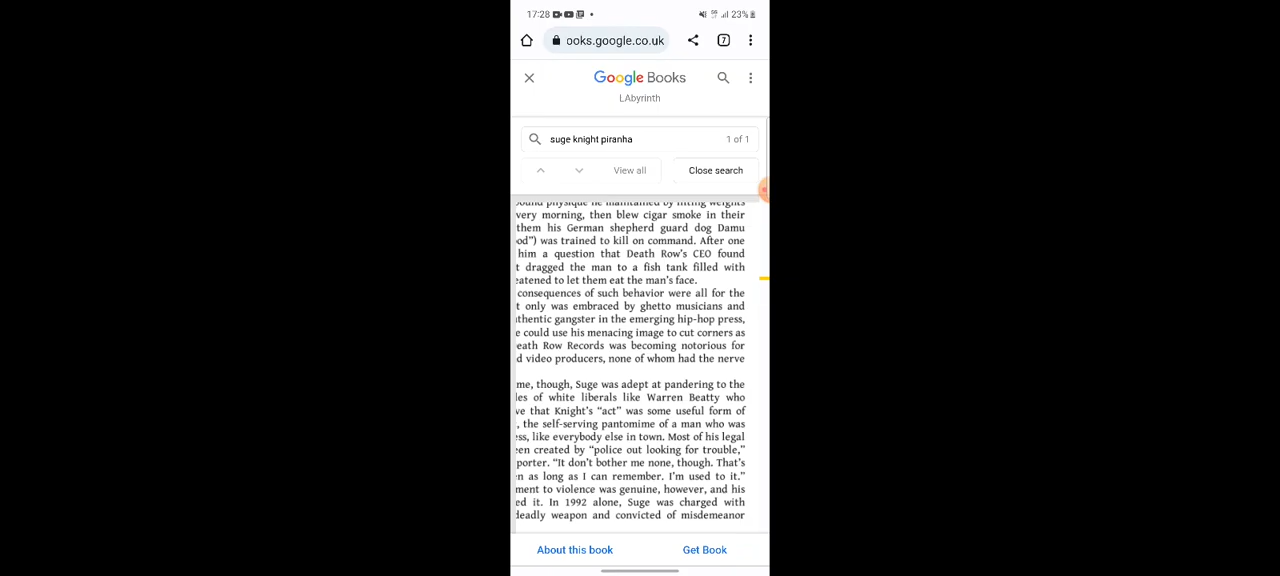 17:28 23%
ooks.google.co.uk 7
Google Books
LAbyrinth
suge knight piranha 1 of 1
View all Close search
ound physique he maintained by lifting weights
very morning, then blew cigar smoke in their
them his German shepherd guard dog Damu
od”) was trained to kill on command. After one
him a question that Death Row’s CEO found
t dragged the man to a fish tank filled with
eatened to let them eat the man’s face.
consequences of such behavior were all for the
t only was embraced by ghetto musicians and
uthentic gangster in the emerging hip-hop press,
e could use his menacing image to cut corners as
eath Row Records was becoming notorious for
d video producers, none of whom had the nerve
me, though, Suge was adept at pandering to the
les of white liberals like Warren Beatty who
ve that Knight’s “act” was some useful form of
, the self-serving pantomime of a man who was
ess, like everybody else in town. Most of his legal
een created by “police out looking for trouble,”
porter. “It don’t bother me none, though. That’s
n as long as I can remember. I’m used to it.”
ment to violence was genuine, however, and his
ed it. In 1992 alone, Suge was charged with
deadly weapon and convicted of misdemeanor
About this book Get Book